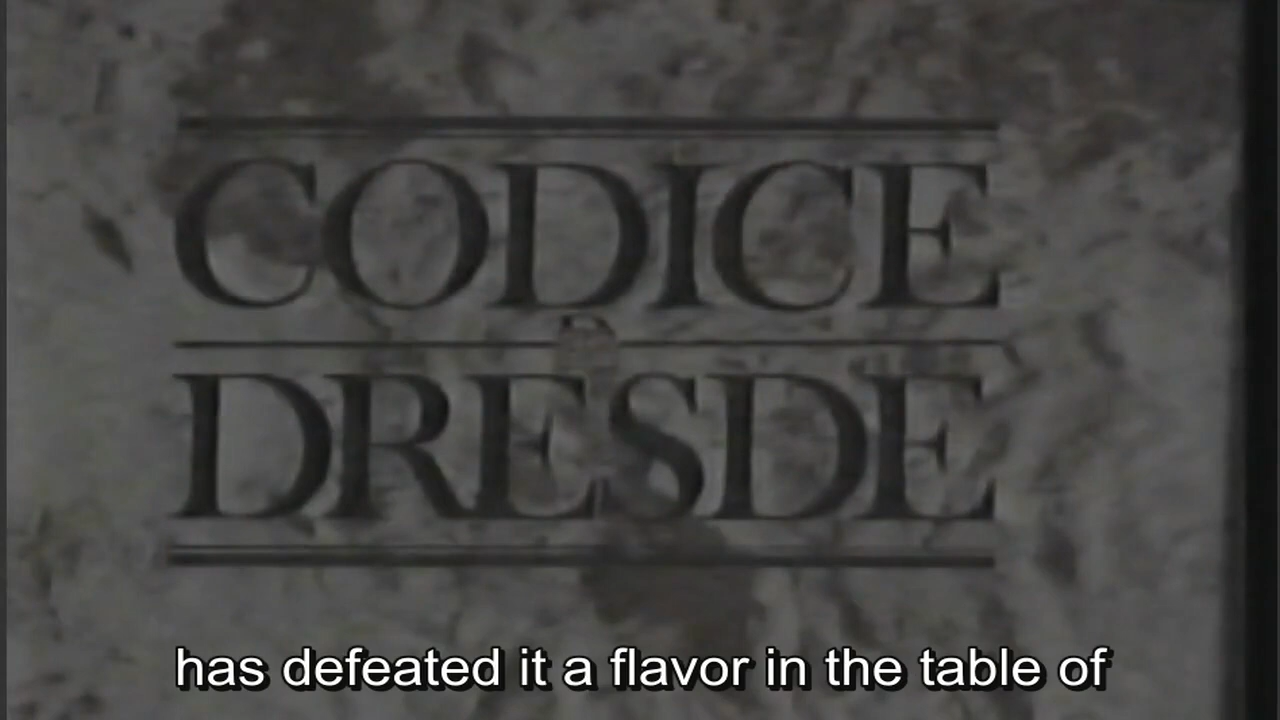 CODICE
DRESDE
has defeated it a flavor in the table of